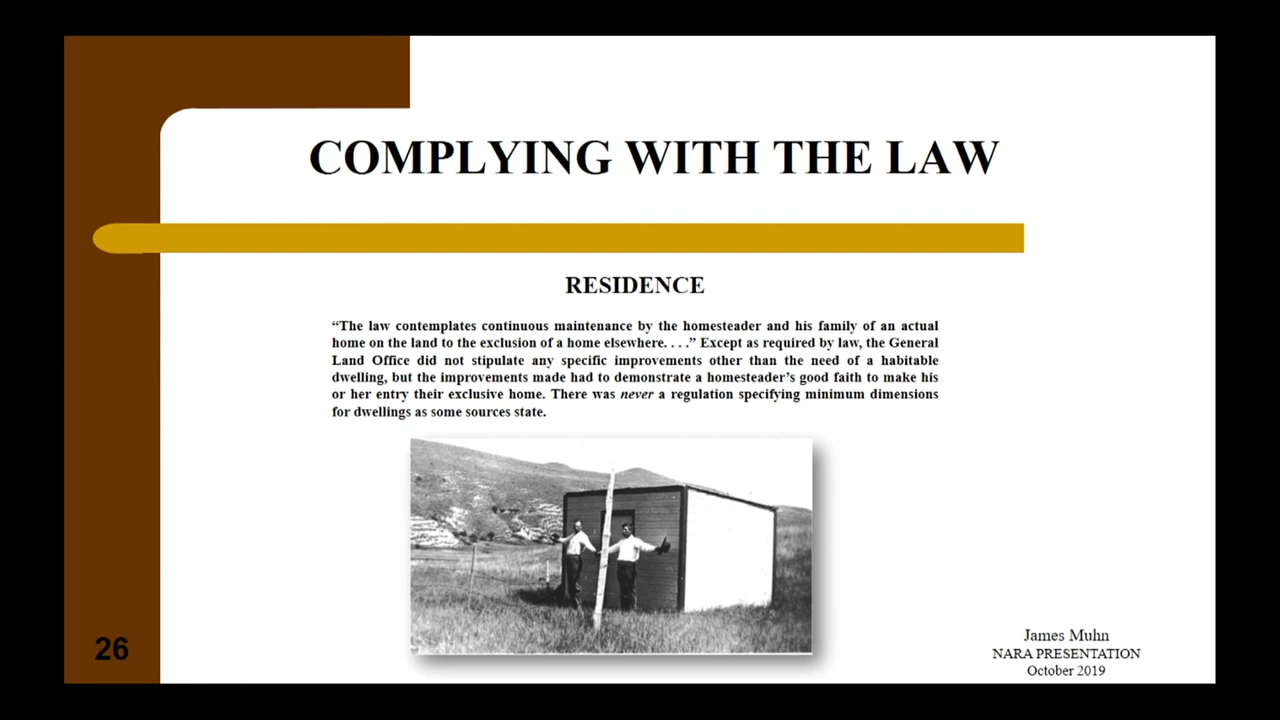 COMPLYING WITH THE LAW
RESIDENCE
“The law contemplates continuous maintenance by the homesteader and his family of an actual
home on the land to the exclusion of a home elsewhere. . . .” Except as required by law, the General
Land Office did not stipulate any specific improvements other than the need of a habitable
dwelling, but the improvements made had to demonstrate a homesteader’s good faith to make his
or her entry their exclusive home. There was never a regulation specifying minimum dimensions
for dwellings as some sources state.
26
James Muhn
NARA PRESENTATION
October 2019